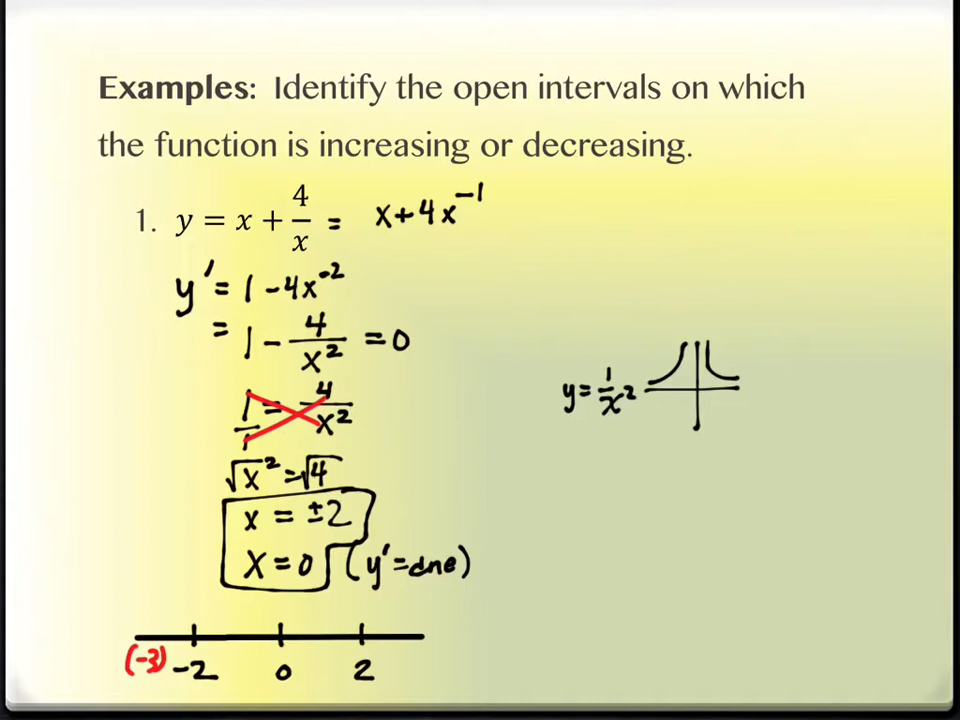 Examples: Identify the open intervals on which
the function is increasing or decreasing.
1. y = x + 4/x = x+4x^-1
y' = 1 - 4x^-2
= 1 - 4/x^2 = 0
1/1 = 4/x^2
√x^2 = √4
x = ±2
x = 0 (y' = dne)
y = 1/x^2
(-3) -2 0 2